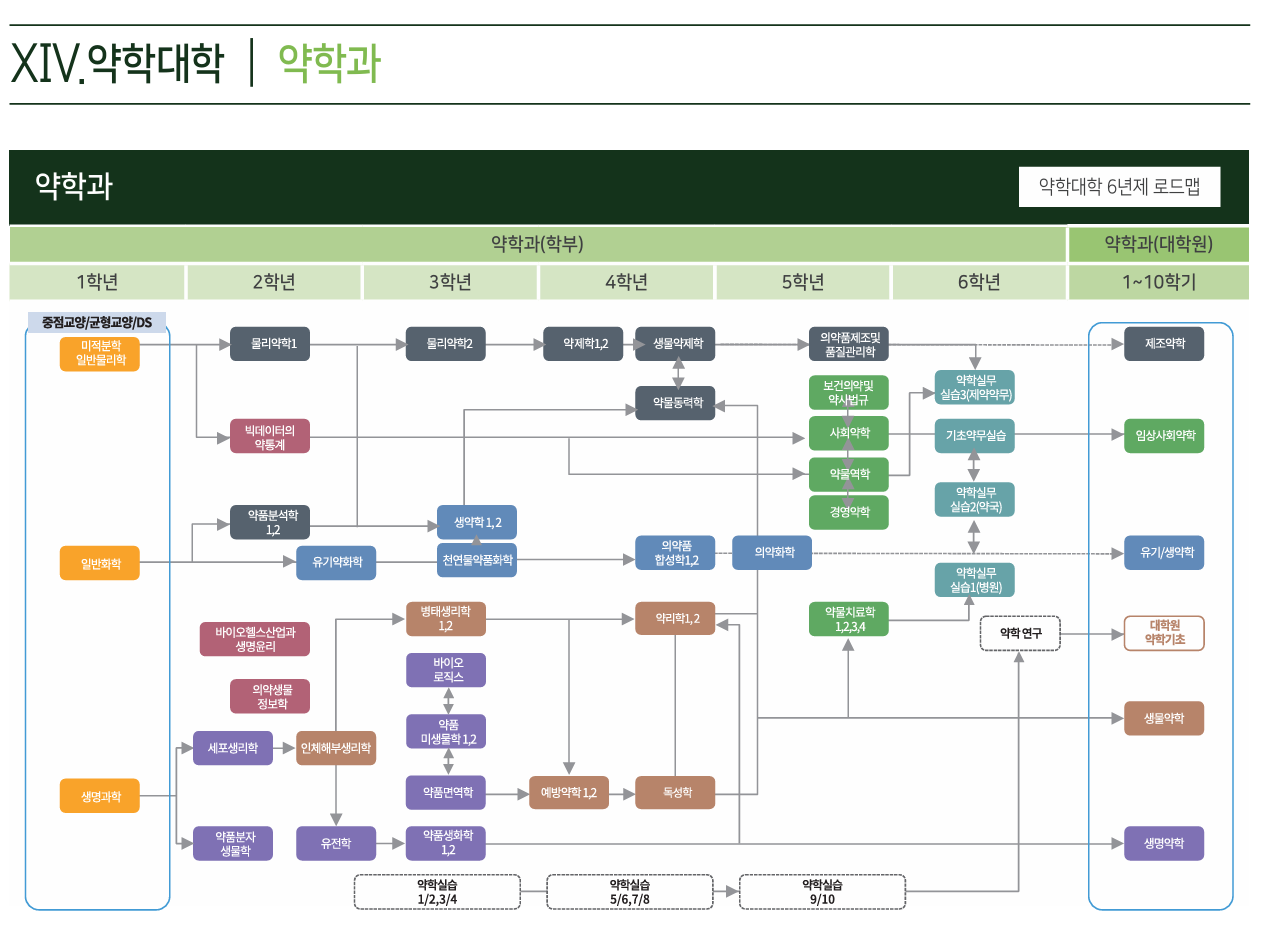 XIV.약학대학 | 약학과
약학과
약학대학 6년제 로드맵
약학과(학부)
약학과(대학원)
1학년
2학년
3학년
4학년
5학년
6학년
1~10학기
중점교양/균형교양/DS
미적분학
일반물리학
물리약학1
물리약학2
약제학1,2
생물약제학
의약품제조및
품질관리학
제조약학
약물동력학
보건의약및
약사법규
약학실무
실습3(제약약무)
빅데이터의
약통계
사회약학
기초약무실습
임상사회약학
약물역학
약학실무
실습2(약국)
경영약학
약품분석학
1,2
생약학 1,2
일반화학
유기약화학
천연물약품화학
의약품
합성학1,2
의약화학
유기/생약학
약학실무
실습1(병원)
바이오헬스산업과
생명윤리
병태생리학
1,2
약리학1,2
약물치료학
1,2,3,4
약학 연구
대학원
약학기초
바이오
로직스
의약생물
정보학
생물약학
약품
미생물학 1,2
세포생리학
인체해부생리학
생명과학
약품면역학
예방약학 1,2
독성학
약품분자
생물학
유전학
약품생화학
1,2
생명약학
약학실습
1/2,3/4
약학실습
5/6,7/8
약학실습
9/10